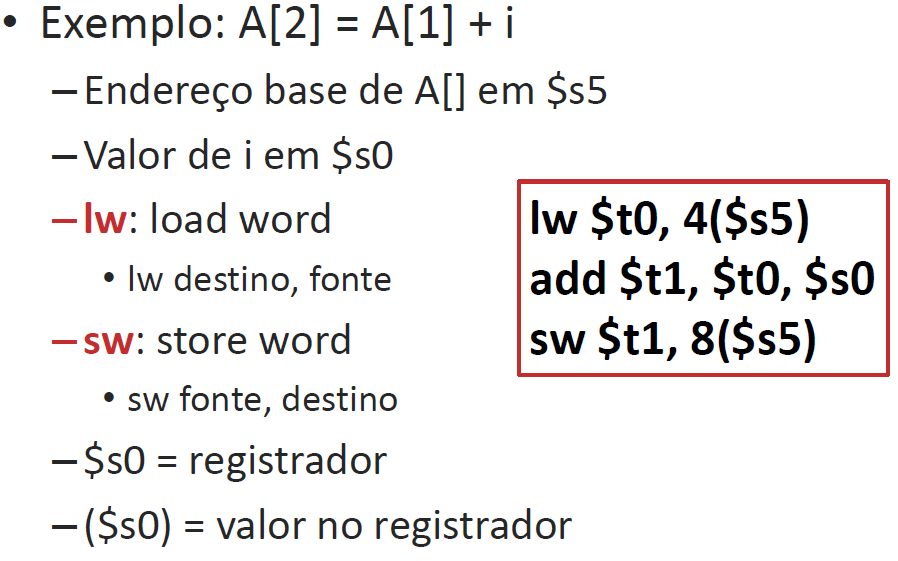 • Exemplo: A[2] = A[1] + i
– Endereço base de A[] em $s5
– Valor de i em $s0
– lw: load word
• lw destino, fonte
– sw: store word
• sw fonte, destino
– $s0 = registrador
– ($s0) = valor no registrador
lw $t0, 4($s5)
add $t1, $t0, $s0
sw $t1, 8($s5)